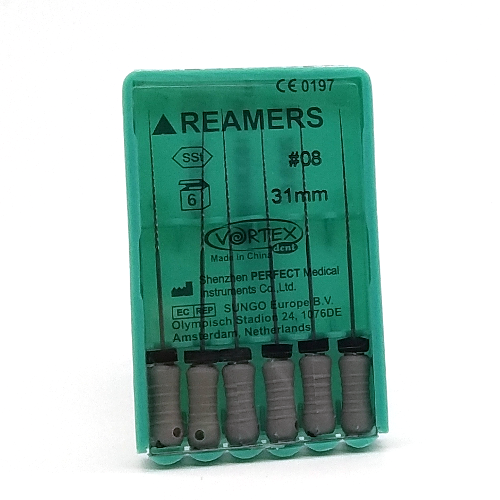 CE 0197
REAMERS
SSt
#08
6
31mm
VORTEX
dent
Made in China
Shenzhen PERFECT Medical
Instruments Co.,Ltd.
EC REP SUNGO Europe B.V.
Olympisch Stadion 24, 1076DE
Amsterdam, Netherlands